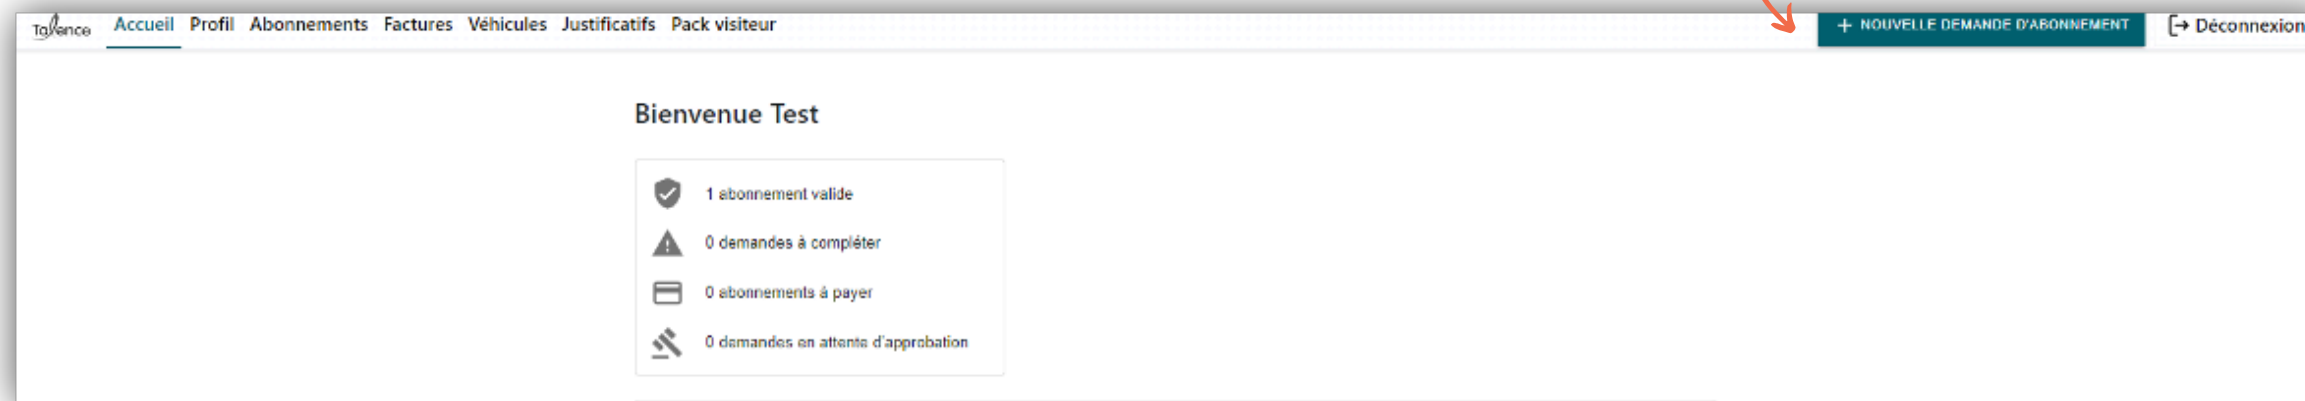 Talence Accueil Profil Abonnements Factures Véhicules Justificatifs Pack visiteur + NOUVELLE DEMANDE D'ABONNEMENT Déconnexion
Bienvenue Test
1 abonnement valide
0 demandes à compléter
0 abonnements à payer
0 demandes en attente d'approbation